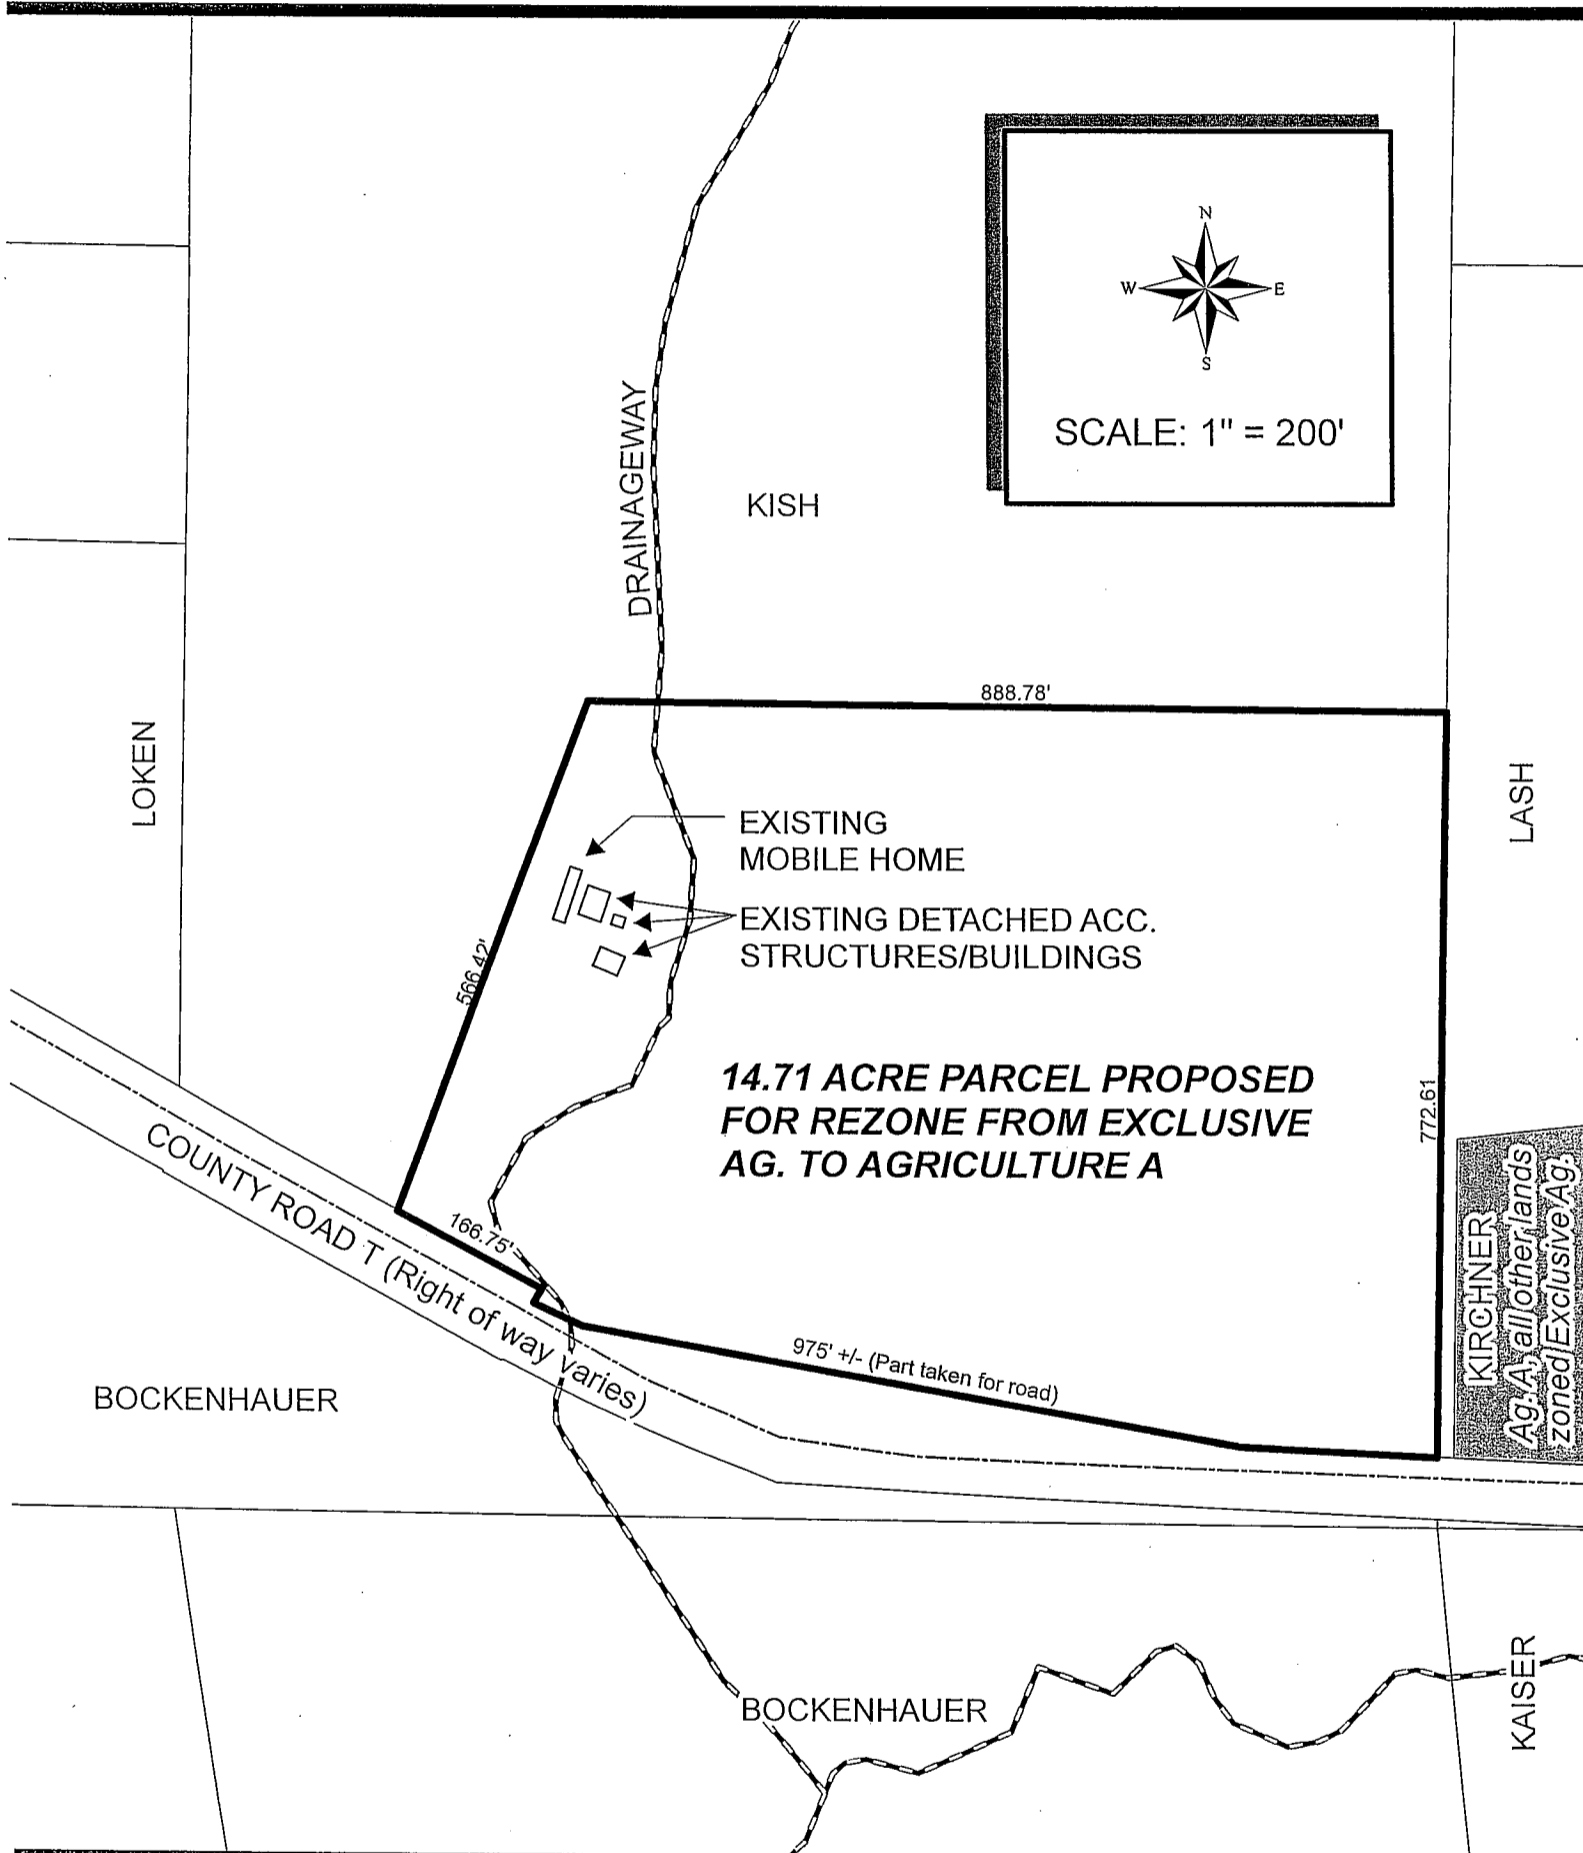 N
W E
S
SCALE: 1" = 200'
DRAINAGEWAY
KISH
888.78'
LOKEN
LASH
EXISTING
MOBILE HOME
EXISTING DETACHED ACC.
STRUCTURES/BUILDINGS
566.42'
14.71 ACRE PARCEL PROPOSED
FOR REZONE FROM EXCLUSIVE
AG. TO AGRICULTURE A
772.61
COUNTY ROAD T (Right of way varies)
166.75'
975' +/- (Part taken for road)
KIRCHNER
Ag. A, all other lands
zoned Exclusive Ag.
BOCKENHAUER
BOCKENHAUER
KAISER